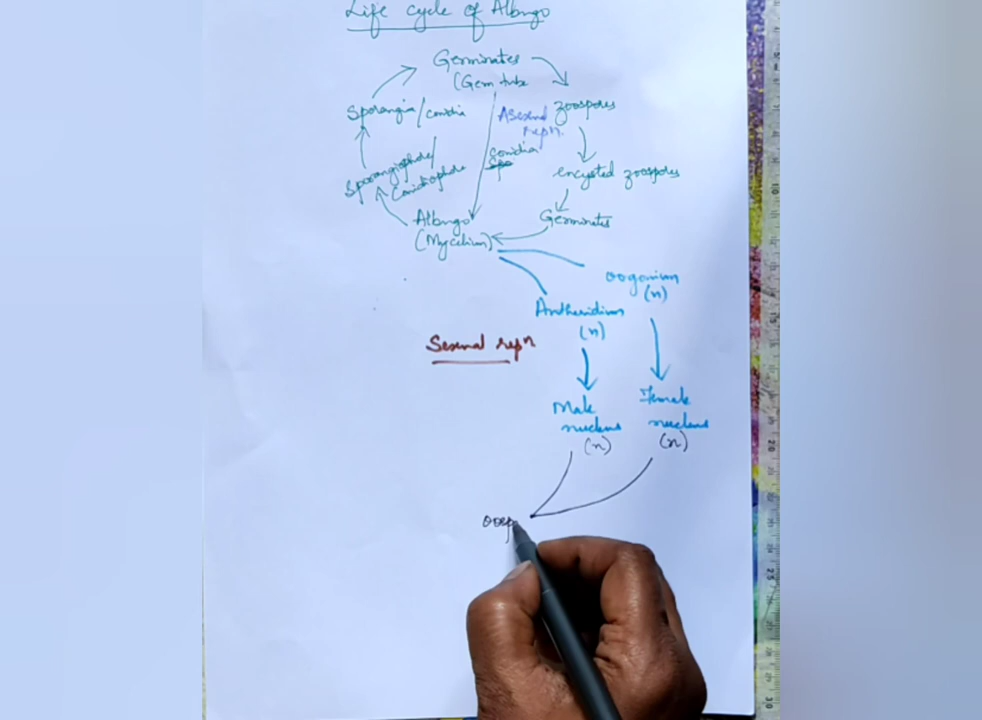 Life cycle of Albugo
Germinates
(Germ tube
Sporangia/conidia
Asexual
repn.
zoospores
Sporangiophore/
Conidiophore
Conidia
encysted zoospores
Albugo
(Mycelium)
Germinates
oogonium
(n)
Antheridium
(n)
Sexual repn
Male
nucleus
(n)
Female
nucleus
(n)
oosp